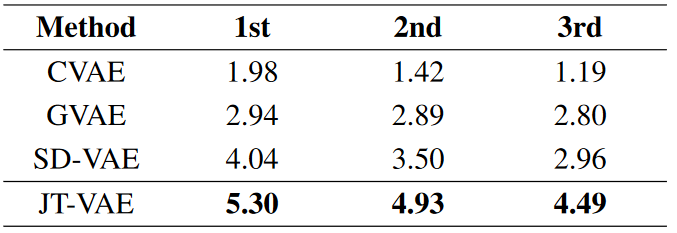 Method 1st 2nd 3rd
CVAE 1.98 1.42 1.19
GVAE 2.94 2.89 2.80
SD-VAE 4.04 3.50 2.96
JT-VAE 5.30 4.93 4.49